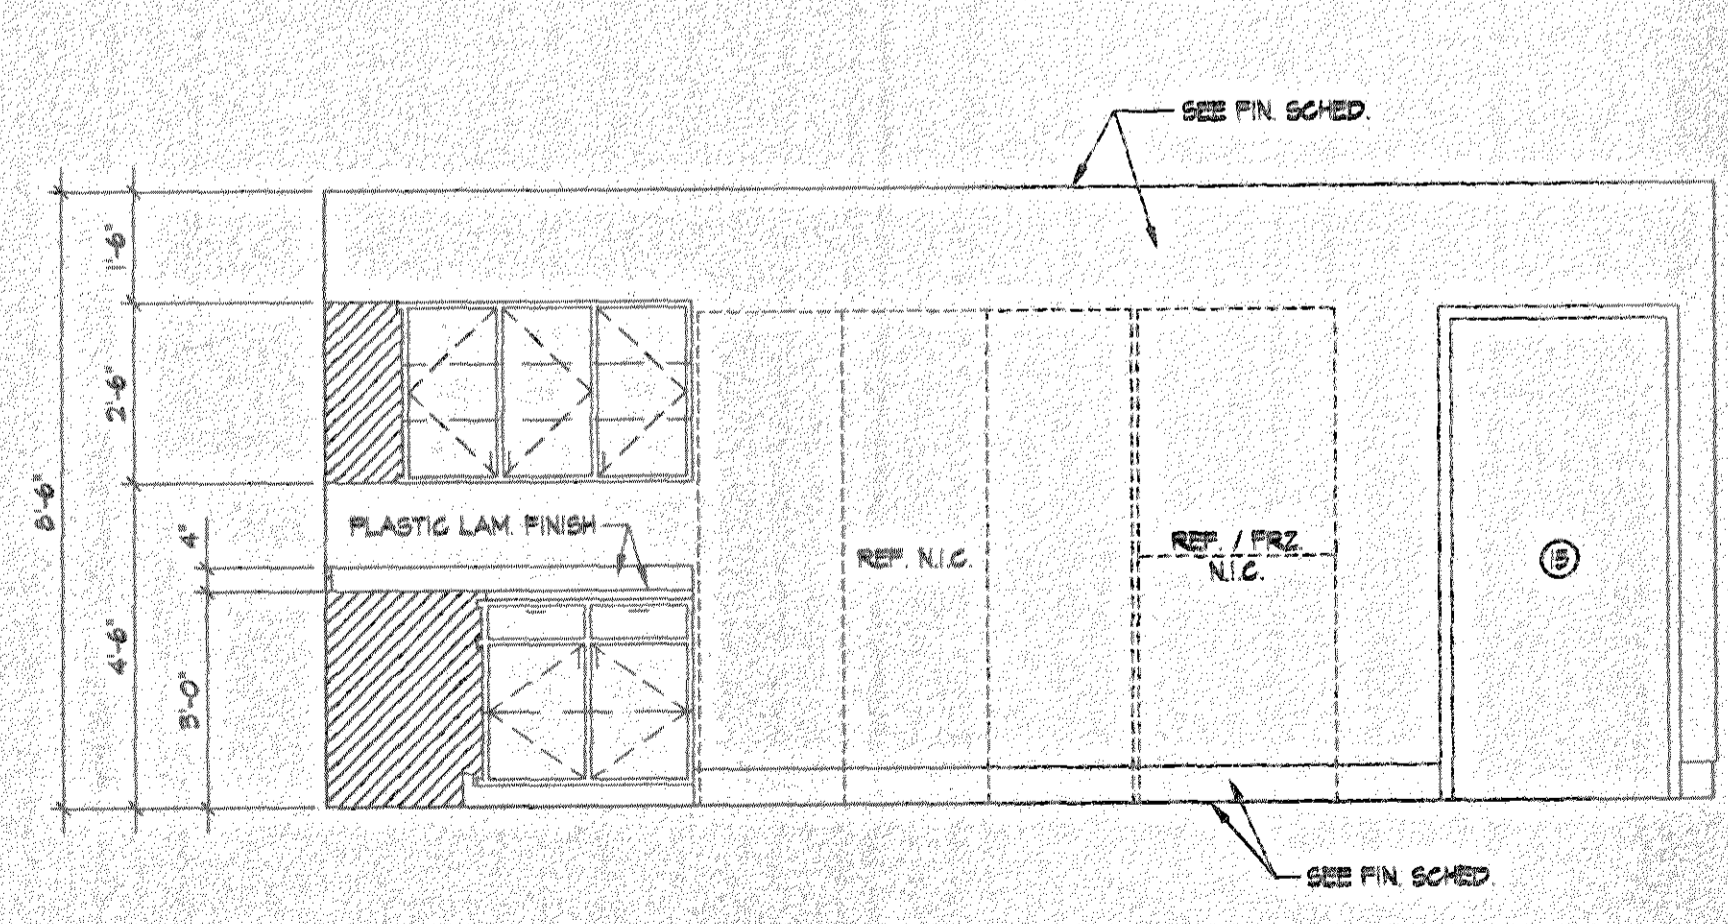 SEE FIN. SCHED.
1'-6"
2'-6"
8'-6"
4"
4'-6"
3'-0"
PLASTIC LAM. FINISH
REF. N.I.C.
REF. / FRZ.
N.I.C.
15
SEE FIN. SCHED.